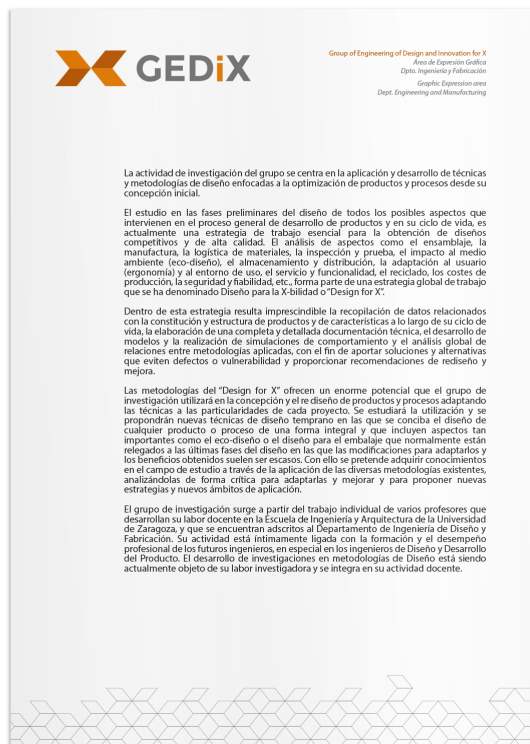 GEDiX
Group of Engineering of Design and Innovation for X
Área de Expresión Gráfica
Dpto. Ingeniería y Fabricación
Graphic Expression area
Dept. Engineering and Manufacturing
La actividad de investigación del grupo se centra en la aplicación y desarrollo de técnicas
y metodologías de diseño enfocadas a la optimización de productos y procesos desde su
concepción inicial.
El estudio en las fases preliminares del diseño de todos los posibles aspectos que
intervienen en el proceso general de desarrollo de productos y en su ciclo de vida, es
actualmente una estrategia de trabajo esencial para la obtención de diseños
competitivos y de alta calidad. El análisis de aspectos como el ensamblaje, la
manufactura, la logística de materiales, la inspección y prueba, el impacto al medio
ambiente (eco-diseño), el almacenamiento y distribución, la adaptación al usuario
(ergonomía) y al entorno de uso, el servicio y funcionalidad, el reciclado, los costes de
producción, la seguridad y fiabilidad, etc., forma parte de una estrategia global de trabajo
que se ha denominado Diseño para la X-bilidad o "Design for X".
Dentro de esta estrategia resulta imprescindible la recopilación de datos relacionados
con la constitución y estructura de productos y de características a lo largo de su ciclo de
vida, la elaboración de una completa y detallada documentación técnica, el desarrollo de
modelos y la realización de simulaciones de comportamiento y el análisis global de
relaciones entre metodologías aplicadas, con el fin de aportar soluciones y alternativas
que eviten defectos o vulnerabilidad y proporcionar recomendaciones de rediseño y
mejora.
Las metodologías del "Design for X" ofrecen un enorme potencial que el grupo de
investigación utilizará en la concepción y el re diseño de productos y procesos adaptando
las técnicas a las particularidades de cada proyecto. Se estudiará la utilización y se
propondrán nuevas técnicas de diseño temprano en las que se conciba el diseño de
cualquier producto o proceso de una forma integral y que incluyen aspectos tan
importantes como el eco-diseño o el diseño para el embalaje que normalmente están
relegados a las últimas fases del diseño en las que las modificaciones para adaptarlos y
los beneficios obtenidos suelen ser escasos. Con ello se pretende adquirir conocimientos
en el campo de estudio a través de la aplicación de las diversas metodologías existentes,
analizándolas de forma crítica para adaptarlas y mejorar y para proponer nuevas
estrategias y nuevos ámbitos de aplicación.
El grupo de investigación surge a partir del trabajo individual de varios profesores que
desarrollan su labor docente en la Escuela de Ingeniería y Arquitectura de la Universidad
de Zaragoza, y que se encuentran adscritos al Departamento de Ingeniería de Diseño y
Fabricación. Su actividad está íntimamente ligada con la formación y el desempeño
profesional de los futuros ingenieros, en especial en los ingenieros de Diseño y Desarrollo
del Producto. El desarrollo de investigaciones en metodologías de Diseño está siendo
actualmente objeto de su labor investigadora y se integra en su actividad docente.